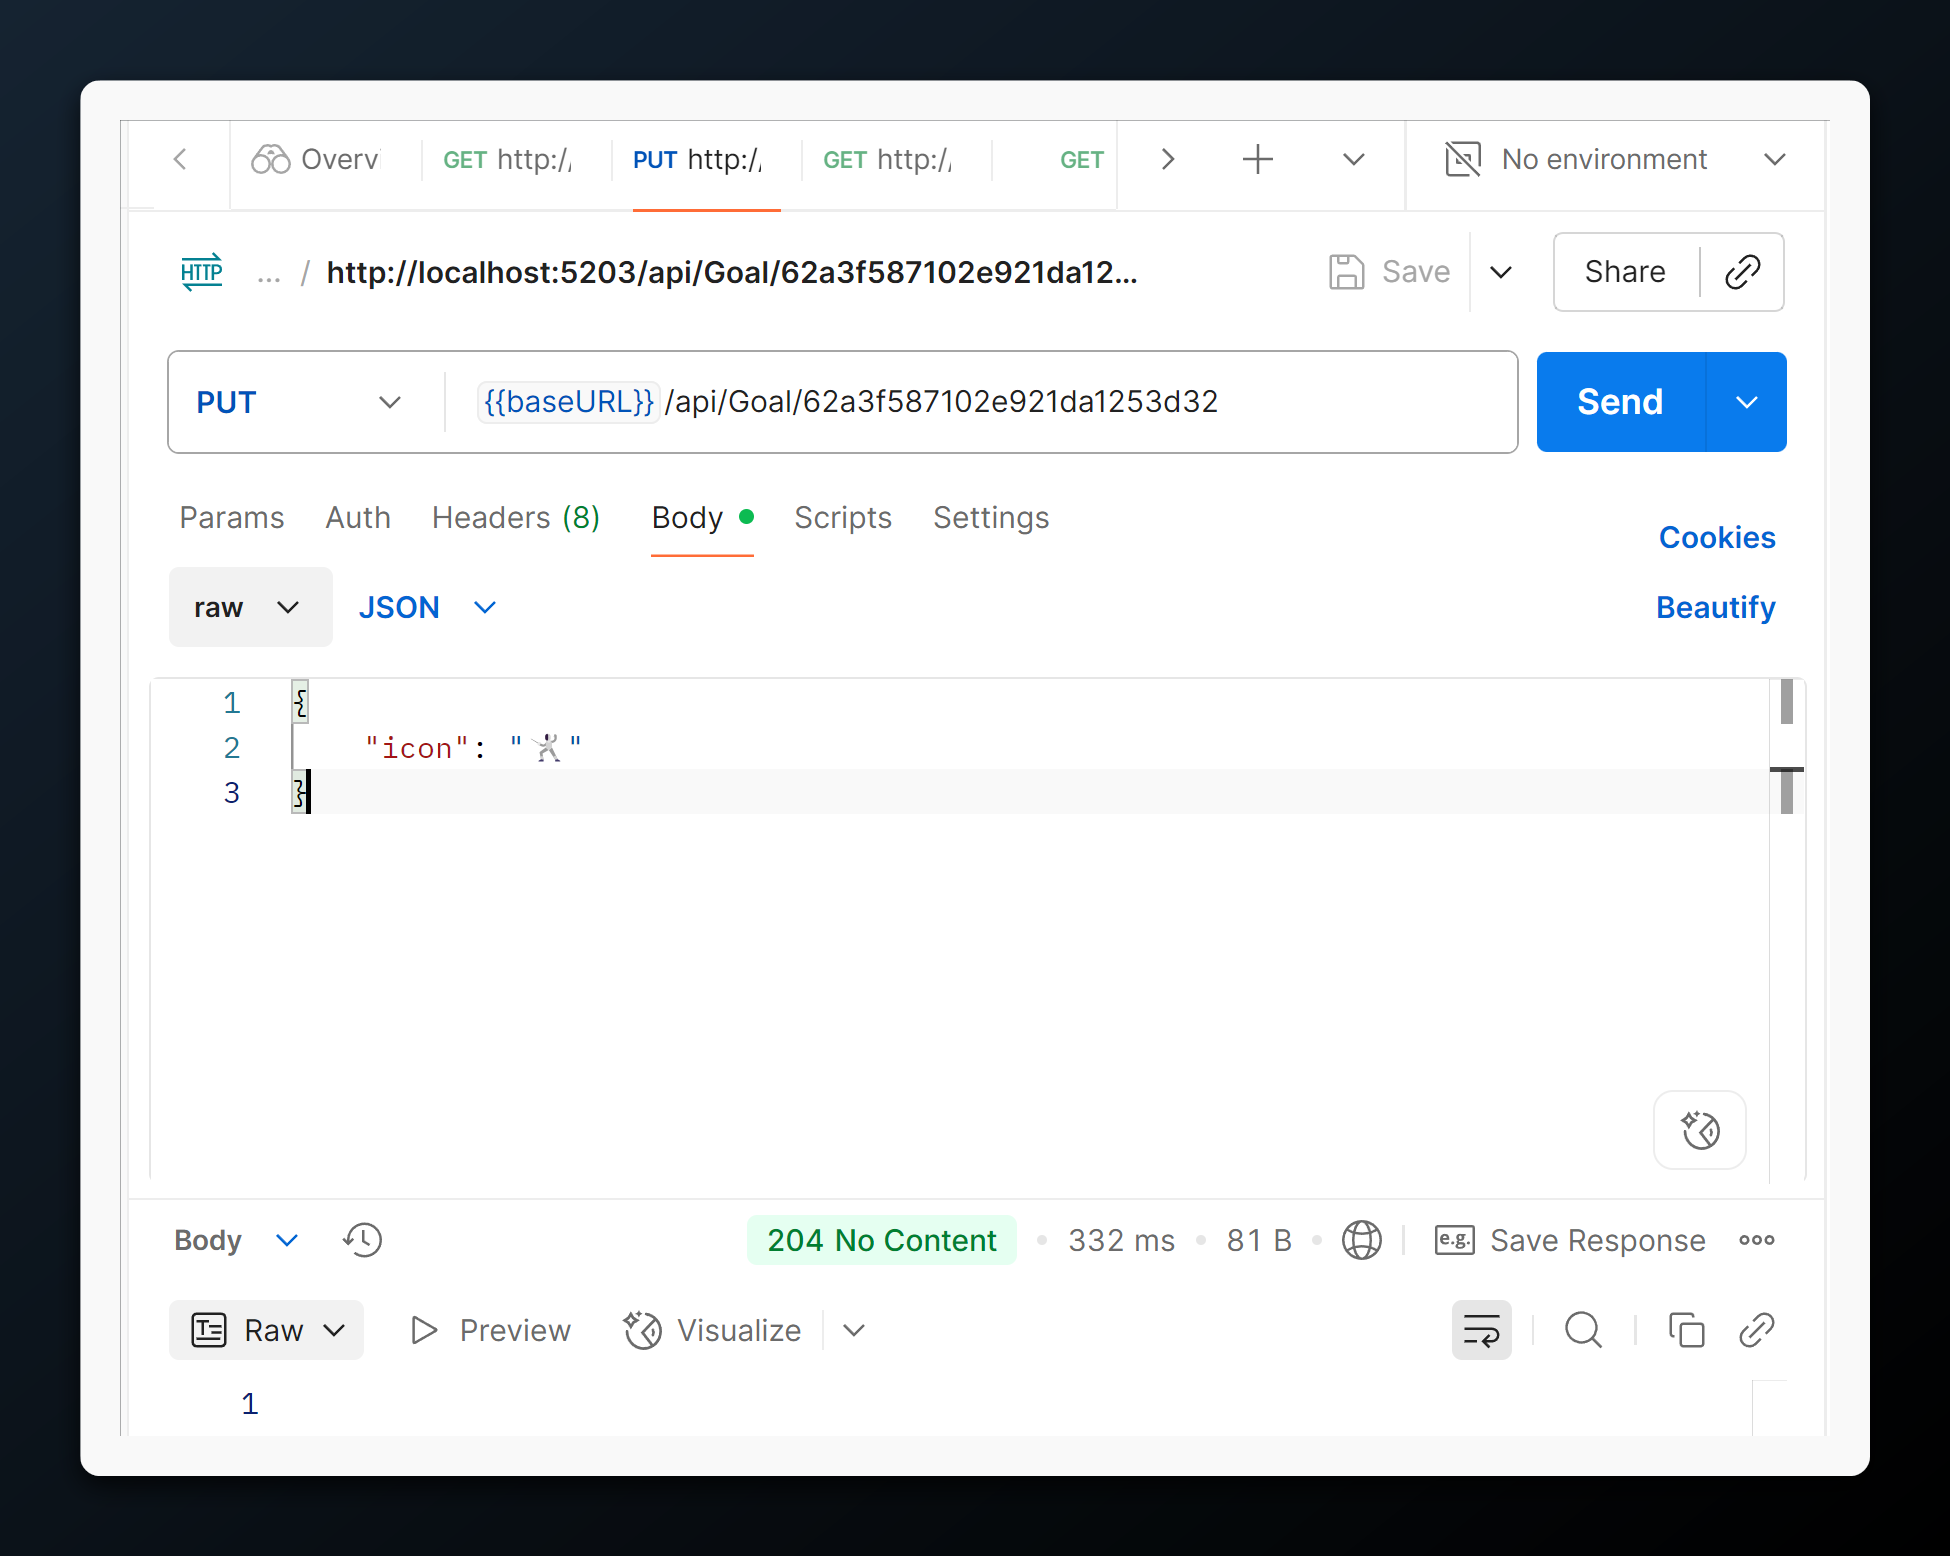 Overvi GET http:// PUT http:// GET http:// GET No environment
HTTP ... / http://localhost:5203/api/Goal/62a3f587102e921da12... Save Share
PUT {{baseURL}}/api/Goal/62a3f587102e921da1253d32 Send
Params Auth Headers (8) Body Scripts Settings
Cookies
raw JSON Beautify
1 {
2 "icon": "🤺"
3 }
Body 204 No Content 332 ms 81 B e.g. Save Response
Raw Preview Visualize
1